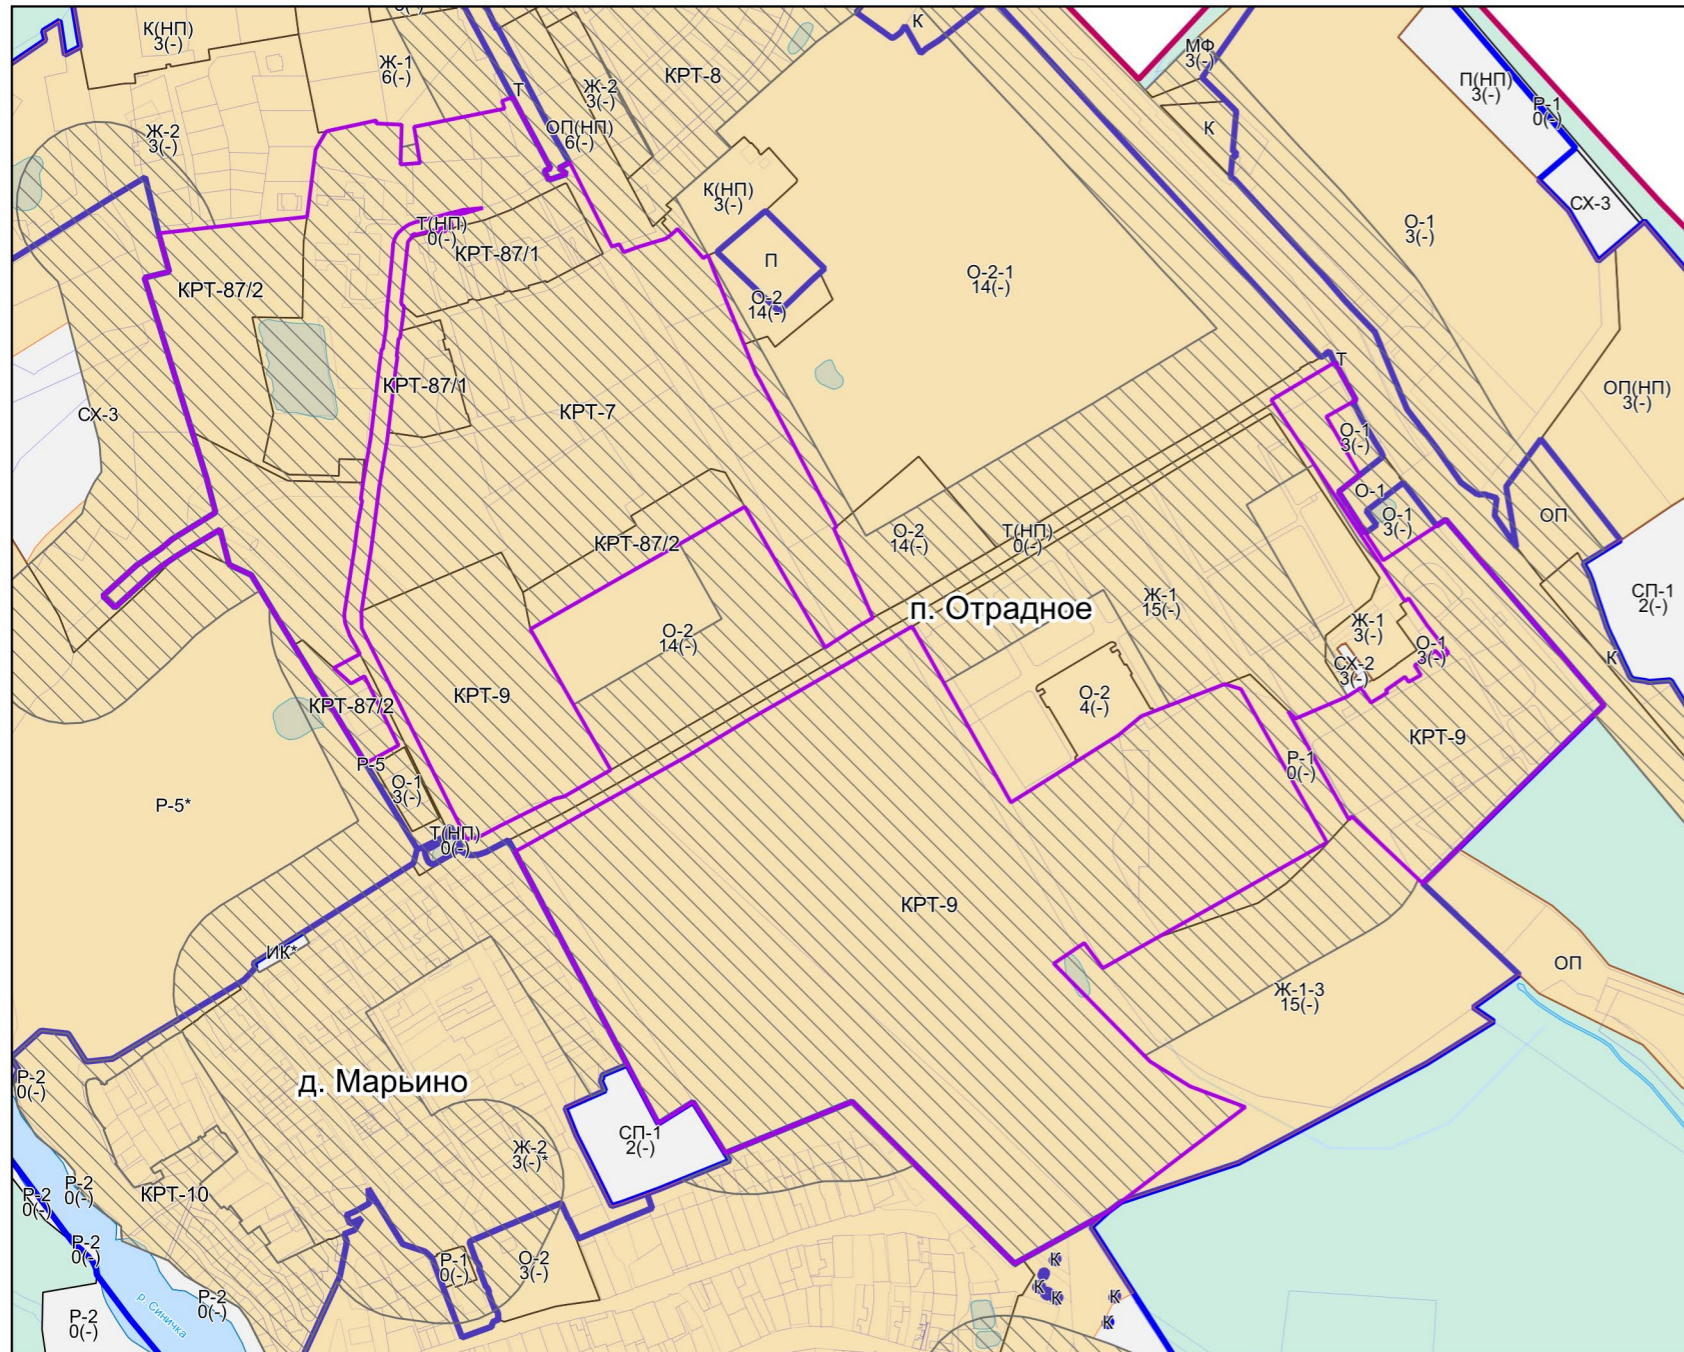 К(НП)
3(-)
Ж-1
6(-)
Т
Ж-2
3(-)
КРТ-8
К
МФ
3(-)
К
П(НП)
3(-)
Р-1
0(-)
СХ-3
Ж-2
3(-)
ОП(НП)
6(-)
К(НП)
3(-)
О-1
3(-)
Т(НП)
0(-)
КРТ-87/1
П
О-2
14(-)
О-2-1
14(-)
КРТ-87/2
КРТ-87/1
КРТ-7
СХ-3
Т
ОП(НП)
3(-)
О-1
3(-)
О-1
О-1
3(-)
ОП
КРТ-87/2
О-2
14(-)
Т(НП)
0(-)
п. Отрадное
Ж-1
15(-)
СП-1
2(-)
О-2
14(-)
Ж-1
3(-)
О-1
3(-)
К
СХ-2
3(-)
КРТ-87/2
КРТ-9
О-2
4(-)
КРТ-9
Р-5
Р-1
0(-)
О-1
3(-)
Р-5*
Т(НП)
0(-)
КРТ-9
ИК*
ОП
Ж-1-3
15(-)
д. Марьино
Р-2
0(-)
СП-1
2(-)
Ж-2
3(-)*
КРТ-10
Р-2
0(-)
Р-2
0(-)
Р-2
0(-)
Р-1
0(-)
О-2
3(-)
К
К
К
К
К
Р-2
0(-)
Р-2
0(-)
р. Синичка